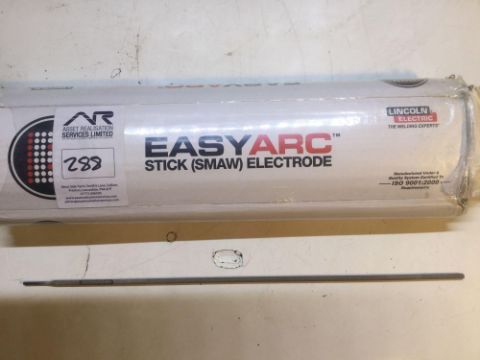 AR
ASSET REALISATION
SERVICES LIMITED
288
EASYARC™
STICK (SMAW) ELECTRODE
LINCOLN
ELECTRIC
THE WELDING EXPERTS
Manufactured Under a
Quality System Certified To
ISO 9001:2008
Requirements